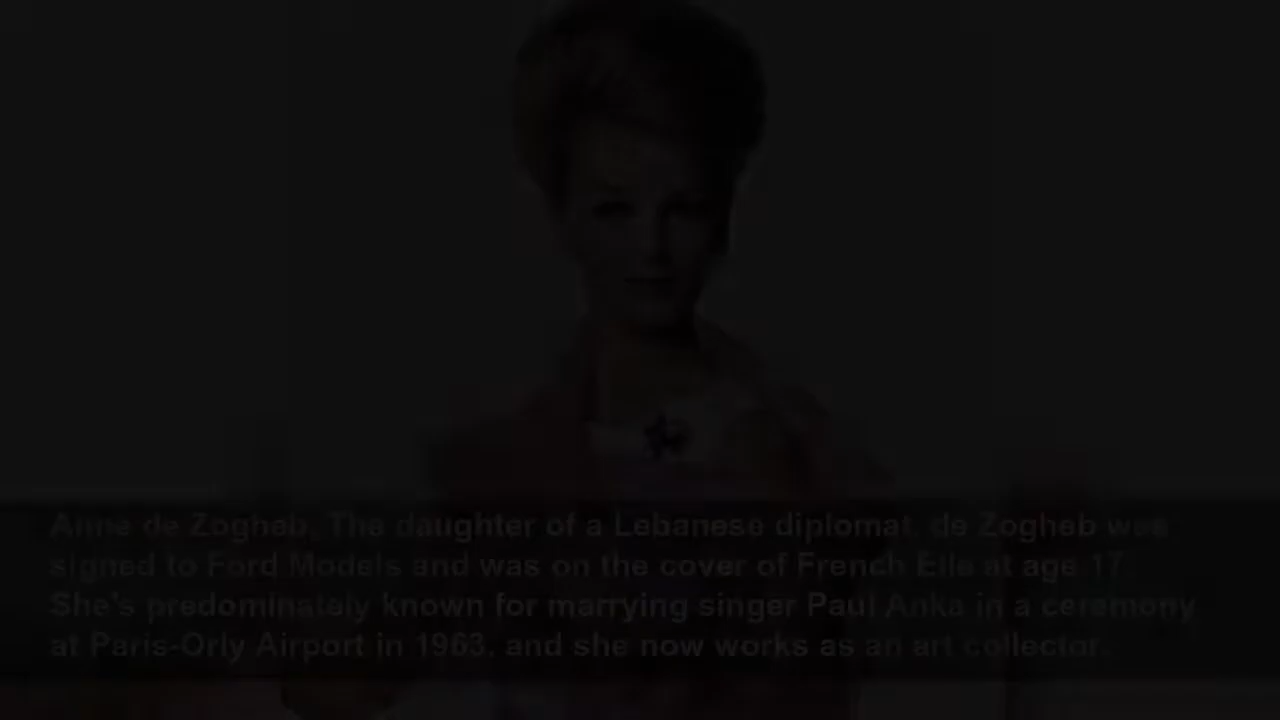 Anne de Zogheb, The daughter of a Lebanese diplomat, de Zogheb was
signed to Ford Models and was on the cover of French Elle at age 17.
She's predominately known for marrying singer Paul Anka in a ceremony
at Paris-Orly Airport in 1963, and she now works as an art collector.